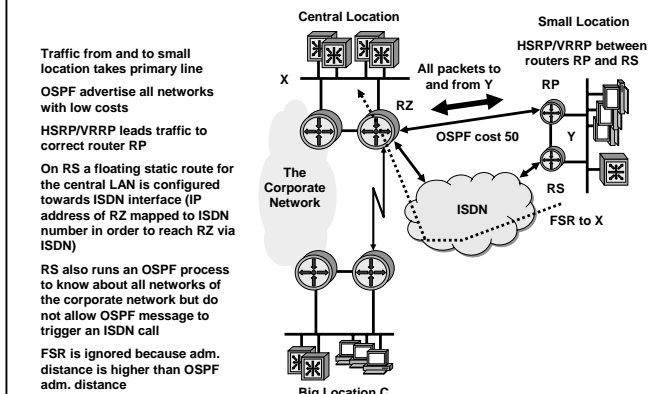 Central Location
Small Location
HSRP/VRRP between
routers RP and RS
Traffic from and to small
location takes primary line
OSPF advertise all networks
with low costs
HSRP/VRRP leads traffic to
correct router RP
On RS a floating static route for
the central LAN is configured
towards ISDN interface (IP
address of RZ mapped to ISDN
number in order to reach RZ via
ISDN)
RS also runs an OSPF process
to know about all networks of
the corporate network but do
not allow OSPF message to
trigger an ISDN call
FSR is ignored because adm.
distance is higher than OSPF
adm. distance
X
All packets to
and from Y
RZ
RP
OSPF cost 50
Y
The
Corporate
Network
ISDN
RS
FSR to X
Big Location C